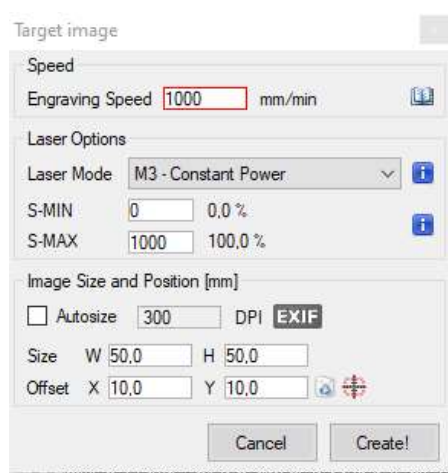 Target image
Speed
Engraving Speed 1000 mm/min
Laser Options
Laser Mode M3 - Constant Power
S-MIN 0 0,0 %
S-MAX 1000 100,0 %
Image Size and Position [mm]
Autosize 300 DPI EXIF
Size W 50,0 H 50,0
Offset X 10,0 Y 10,0
Cancel Create!